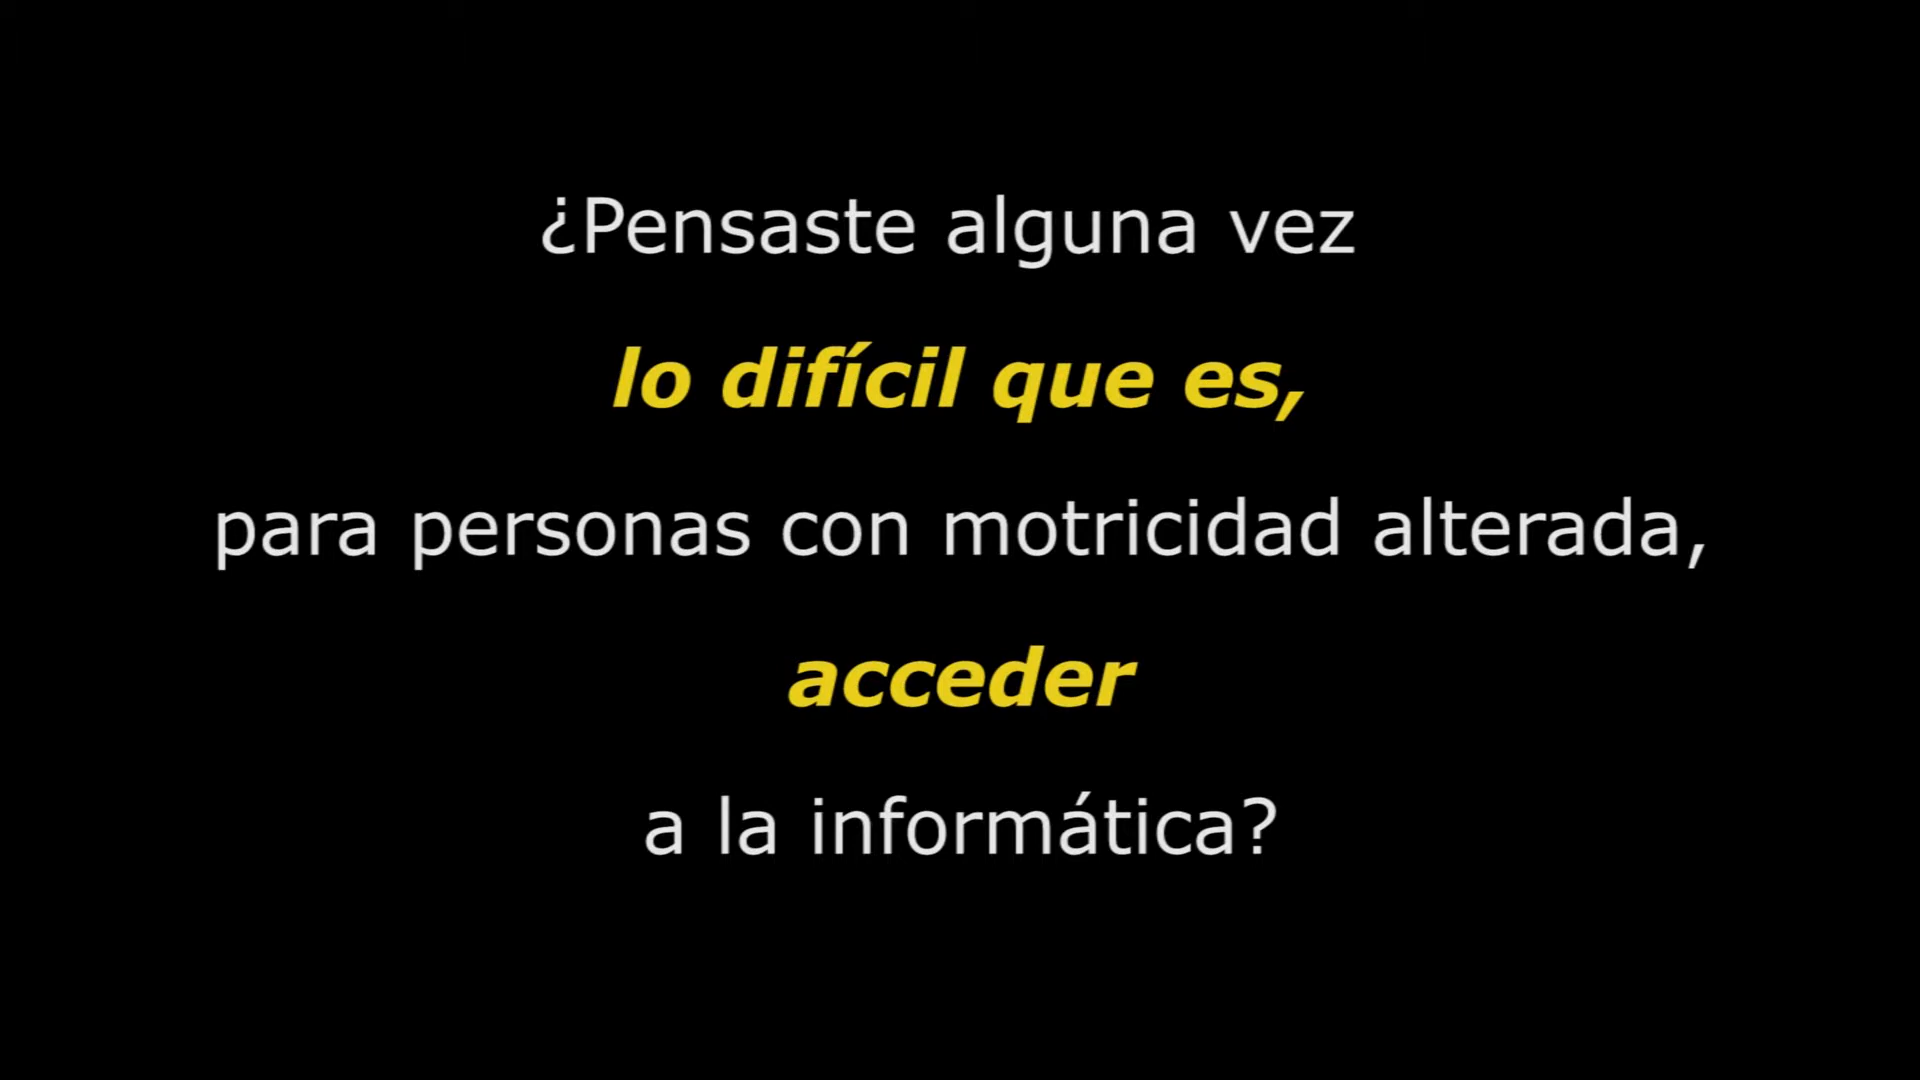 ¿Pensaste alguna vez
lo difícil que es,
para personas con motricidad alterada,
acceder
a la informática?